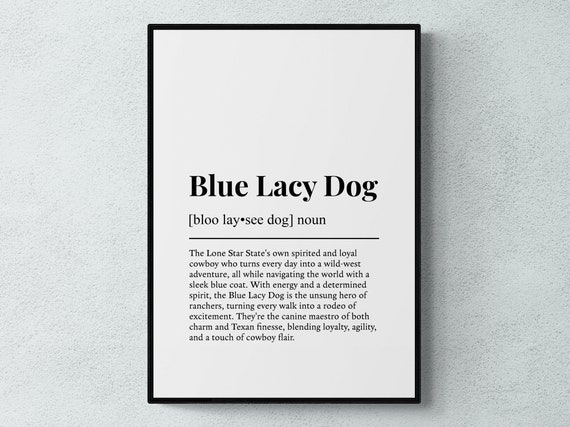 Blue Lacy Dog
[bloo lay•see dog] noun
The Lone Star State's own spirited and loyal
cowboy who turns every day into a wild-west
adventure, all while navigating the world with a
sleek blue coat. With energy and a determined
spirit, the Blue Lacy Dog is the unsung hero of
ranchers, turning every walk into a rodeo of
excitement. They're the canine maestro of both
charm and Texan finesse, blending loyalty, agility,
and a touch of cowboy flair.